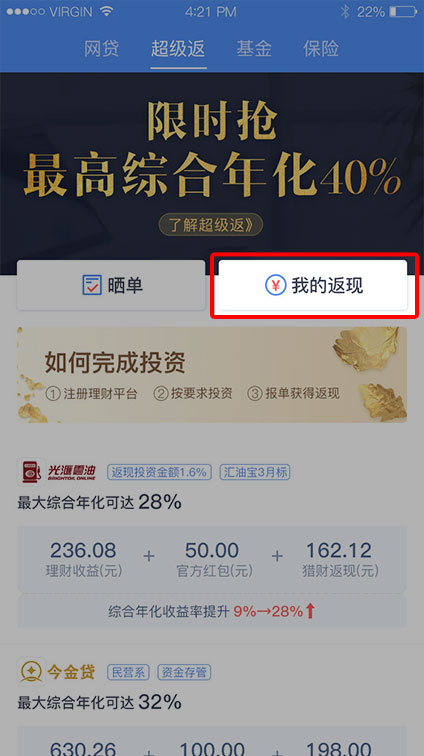 VIRGIN 4:21 PM 22%
网贷 超级返 基金 保险
限时抢
最高综合年化40%
了解超级返》
晒单
我的返现
如何完成投资
①注册理财平台 ②按要求投资 ③报单获得返现
光滙雲油 BRIGHTOIL ONLINE 返现投资金额1.6% 汇油宝3月标
最大综合年化可达 28%
236.08 + 50.00 + 162.12
理财收益(元) 官方红包(元) 猎财返现(元)
综合年化收益率提升 9%→28%
今金贷 民营系 资金存管
最大综合年化可达 32%
630.26 100.00 198.00